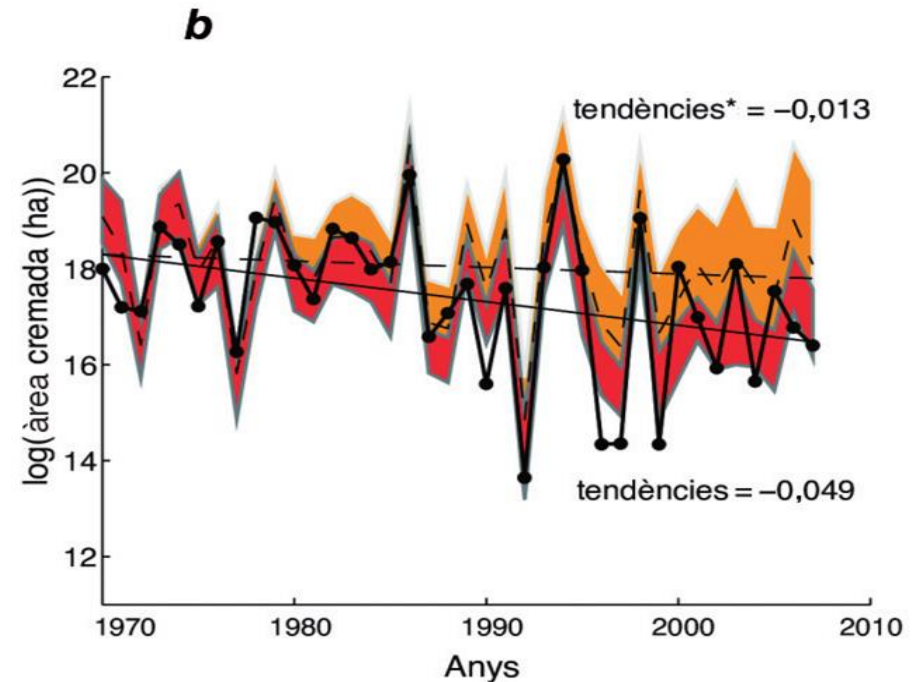 b
22
20
18
16
14
12
log(àrea cremada (ha))
tendències* = −0,013
tendències = −0,049
1970 1980 1990 2000 2010
Anys